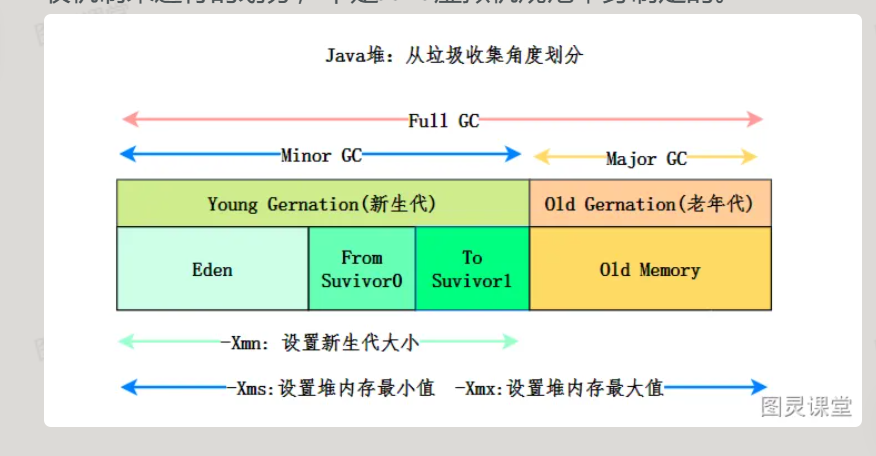 Java堆：从垃圾收集角度划分
Full GC
Minor GC
Major GC
Young Gernation(新生代)
Old Gernation(老年代)
Eden
From
Suvivor0
To
Suvivor1
Old Memory
-Xmn: 设置新生代大小
-Xms:设置堆内存最小值 -Xmx:设置堆内存最大值
图灵课堂